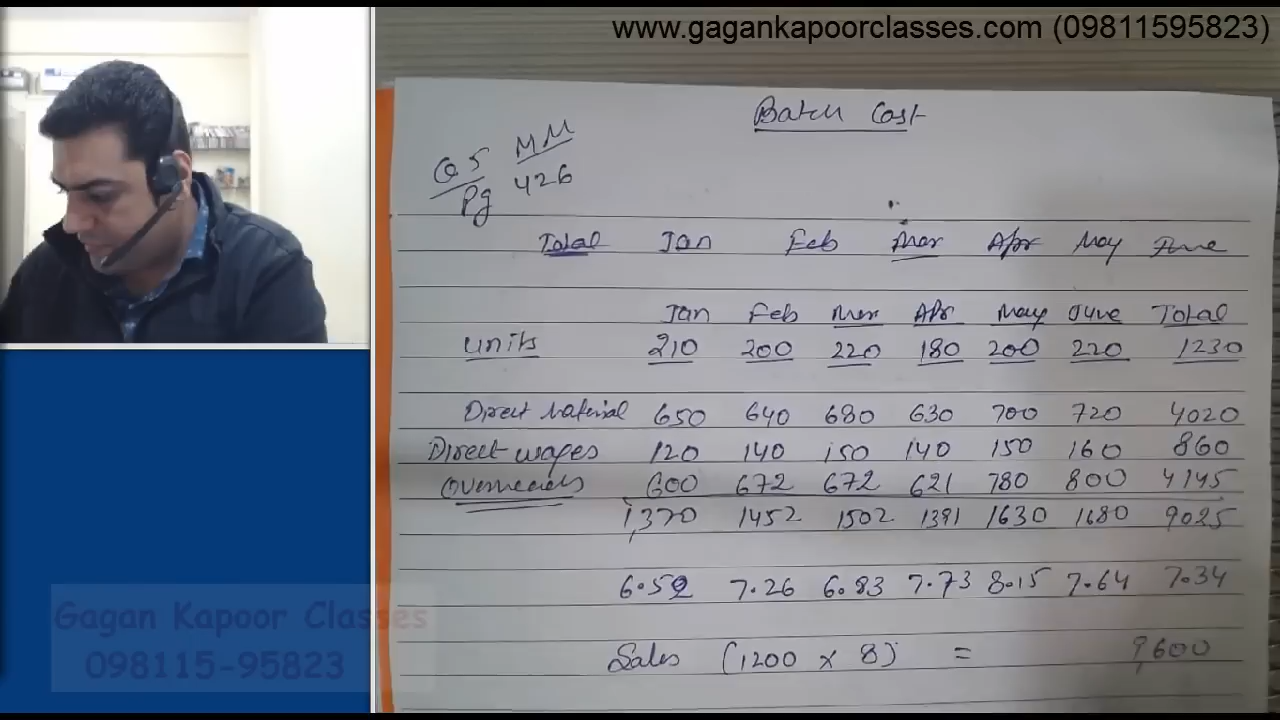 www.gagankapoorclasses.com (09811595823)
Batch Cost
Q5 MM
Pg 426
Total Jan Feb Mar Apr May June
Jan Feb Mar Apr May June Total
Units 210 200 220 180 200 220 1230
Direct Material 650 640 680 630 700 720 4020
Direct wages 120 140 150 140 150 160 860
Overheads 600 672 672 621 780 800 4145
1,370 1452 1502 1391 1630 1680 9025
6.52 7.26 6.83 7.73 8.15 7.64 7.34
Sales (1200 x 8) = 9,600
Gagan Kapoor Classes
098115-95823